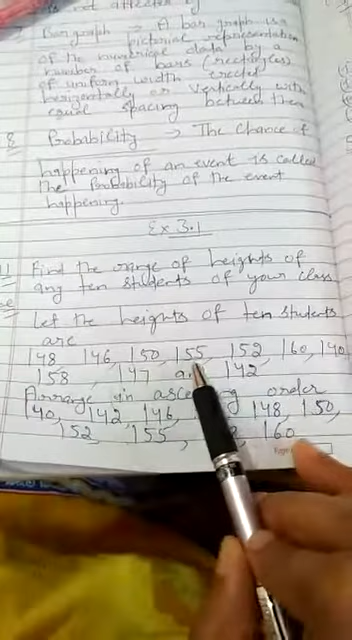 not affected by
Bargraph → A bar graph is a
pictorial representation
of the numerical data by a
number of bars (rectangles)
of uniform width erected
horizontally or vertically with
equal spacing between them
8 Probability → The chance of
happening of an event is called
the Probability of the event
happening.
Ex 3.1
Find the range of heights of
any ten students of your class
Let the heights of ten students
are
148, 146, 150, 155, 152, 160, 140
158, 147 142
Arrange in order
140, 142, 146, 148, 150,
152, 155, 160